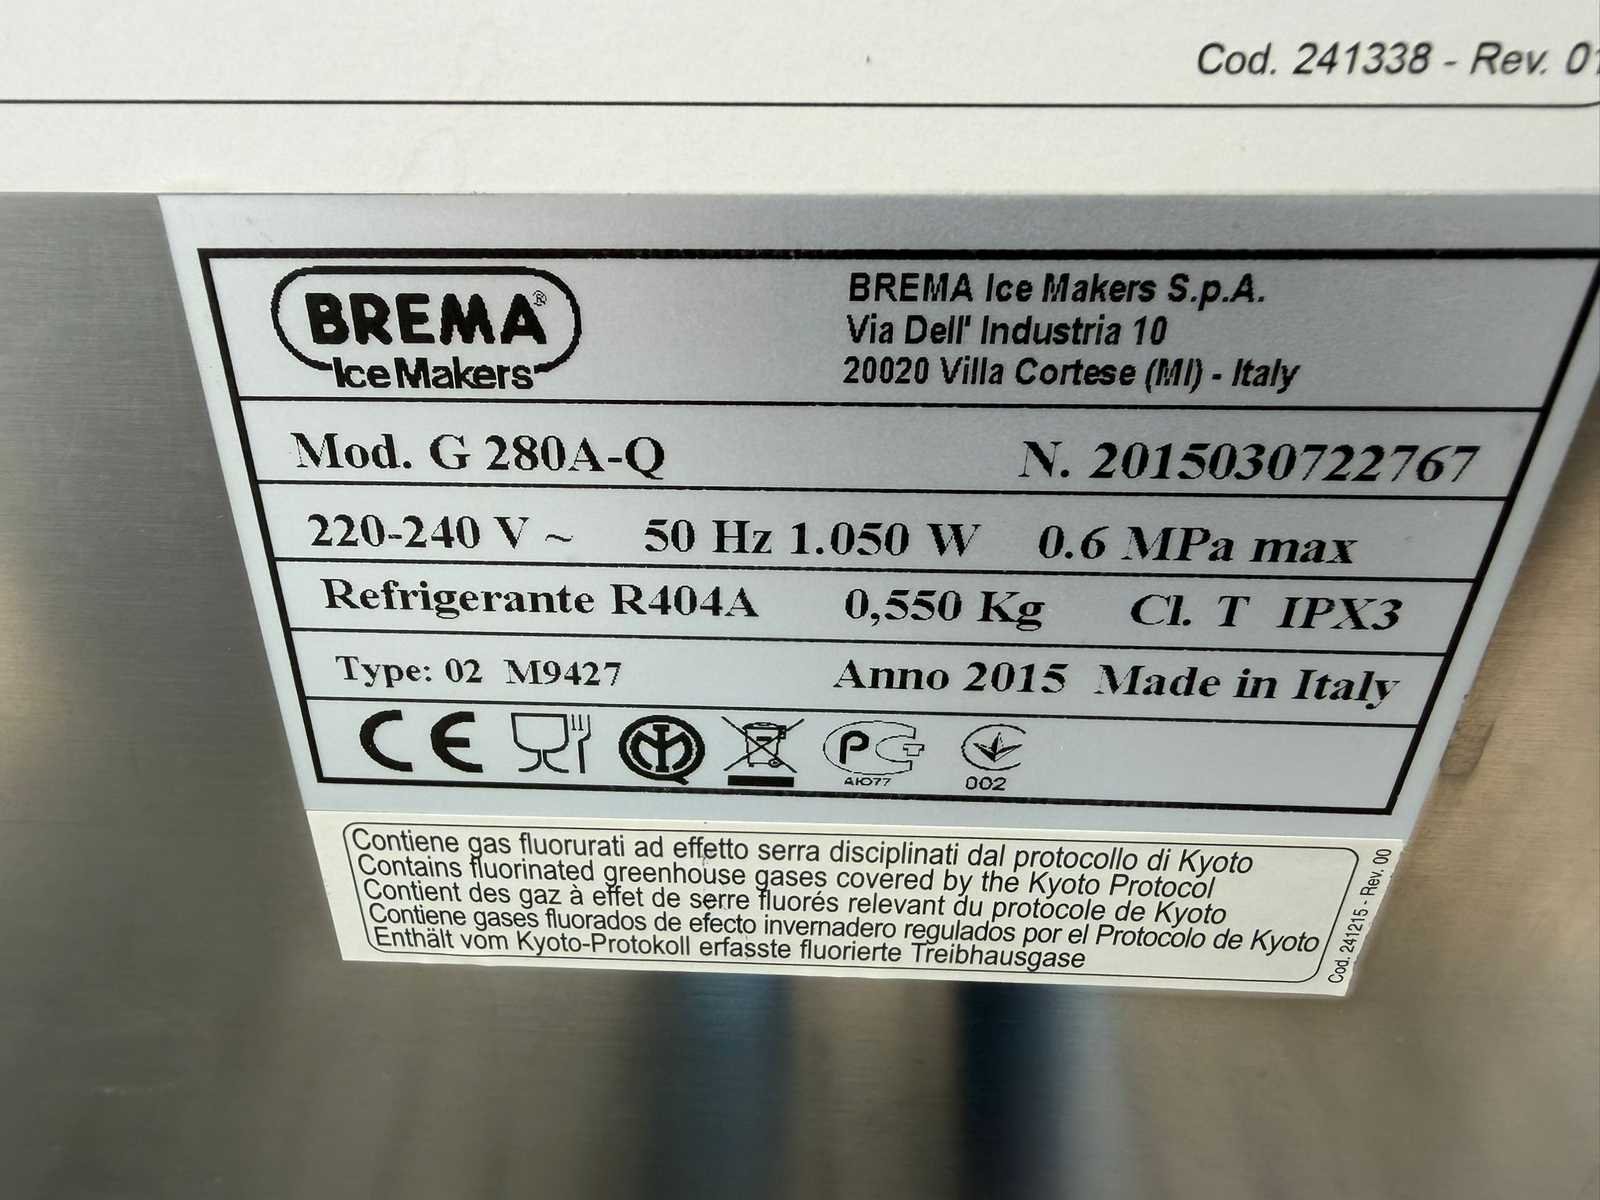 Cod. 241338 - Rev. 01
BREMA®
Ice Makers
BREMA Ice Makers S.p.A.
Via Dell' Industria 10
20020 Villa Cortese (MI) - Italy
Mod. G 280A-Q N. 2015030722767
220-240 V ~ 50 Hz 1.050 W 0.6 MPa max
Refrigerante R404A 0,550 Kg Cl. T IPX3
Type: 02 M9427 Anno 2015 Made in Italy
CE
АЮ77
002
Contiene gas fluorurati ad effetto serra disciplinati dal protocollo di Kyoto
Contains fluorinated greenhouse gases covered by the Kyoto Protocol
Contient des gaz à effet de serre fluorés relevant du protocole de Kyoto
Contiene gases fluorados de efecto invernadero regulados por el Protocolo de Kyoto
Enthält vom Kyoto-Protokoll erfasste fluorierte Treibhausgase
Cod. 241215 - Rev. 00